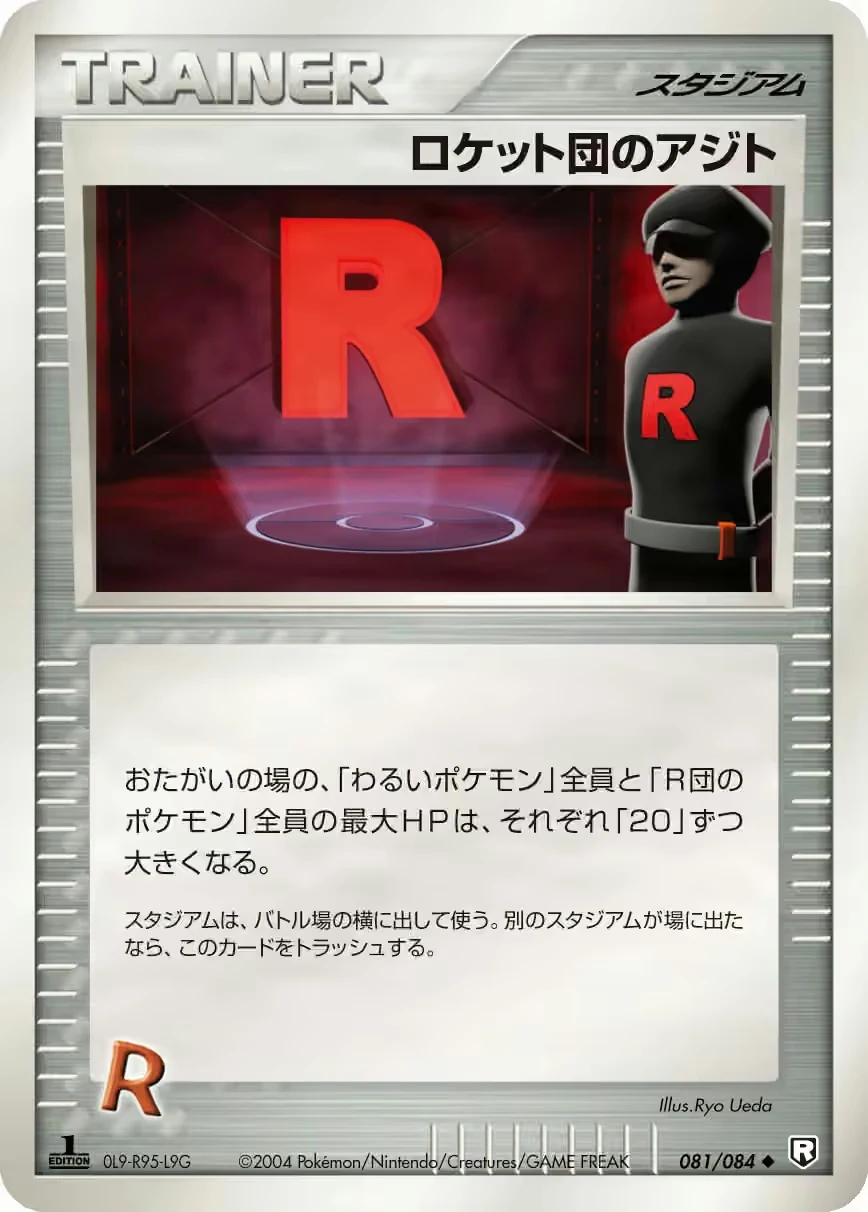 TRAINER
スタジアム
ロケット団のアジト
R
R
おたがいの場の、「わるいポケモン」全員と「R団の
ポケモン」全員の最大HPは、それぞれ「20」ずつ
大きくなる。
スタジアムは、バトル場の横に出して使う。別のスタジアムが場に出た
なら、このカードをトラッシュする。
R
Illus.Ryo Ueda
1
EDITION
0L9-R95-L9G
©2004 Pokémon/Nintendo/Creatures/GAME FREAK
081/084 ◆
R